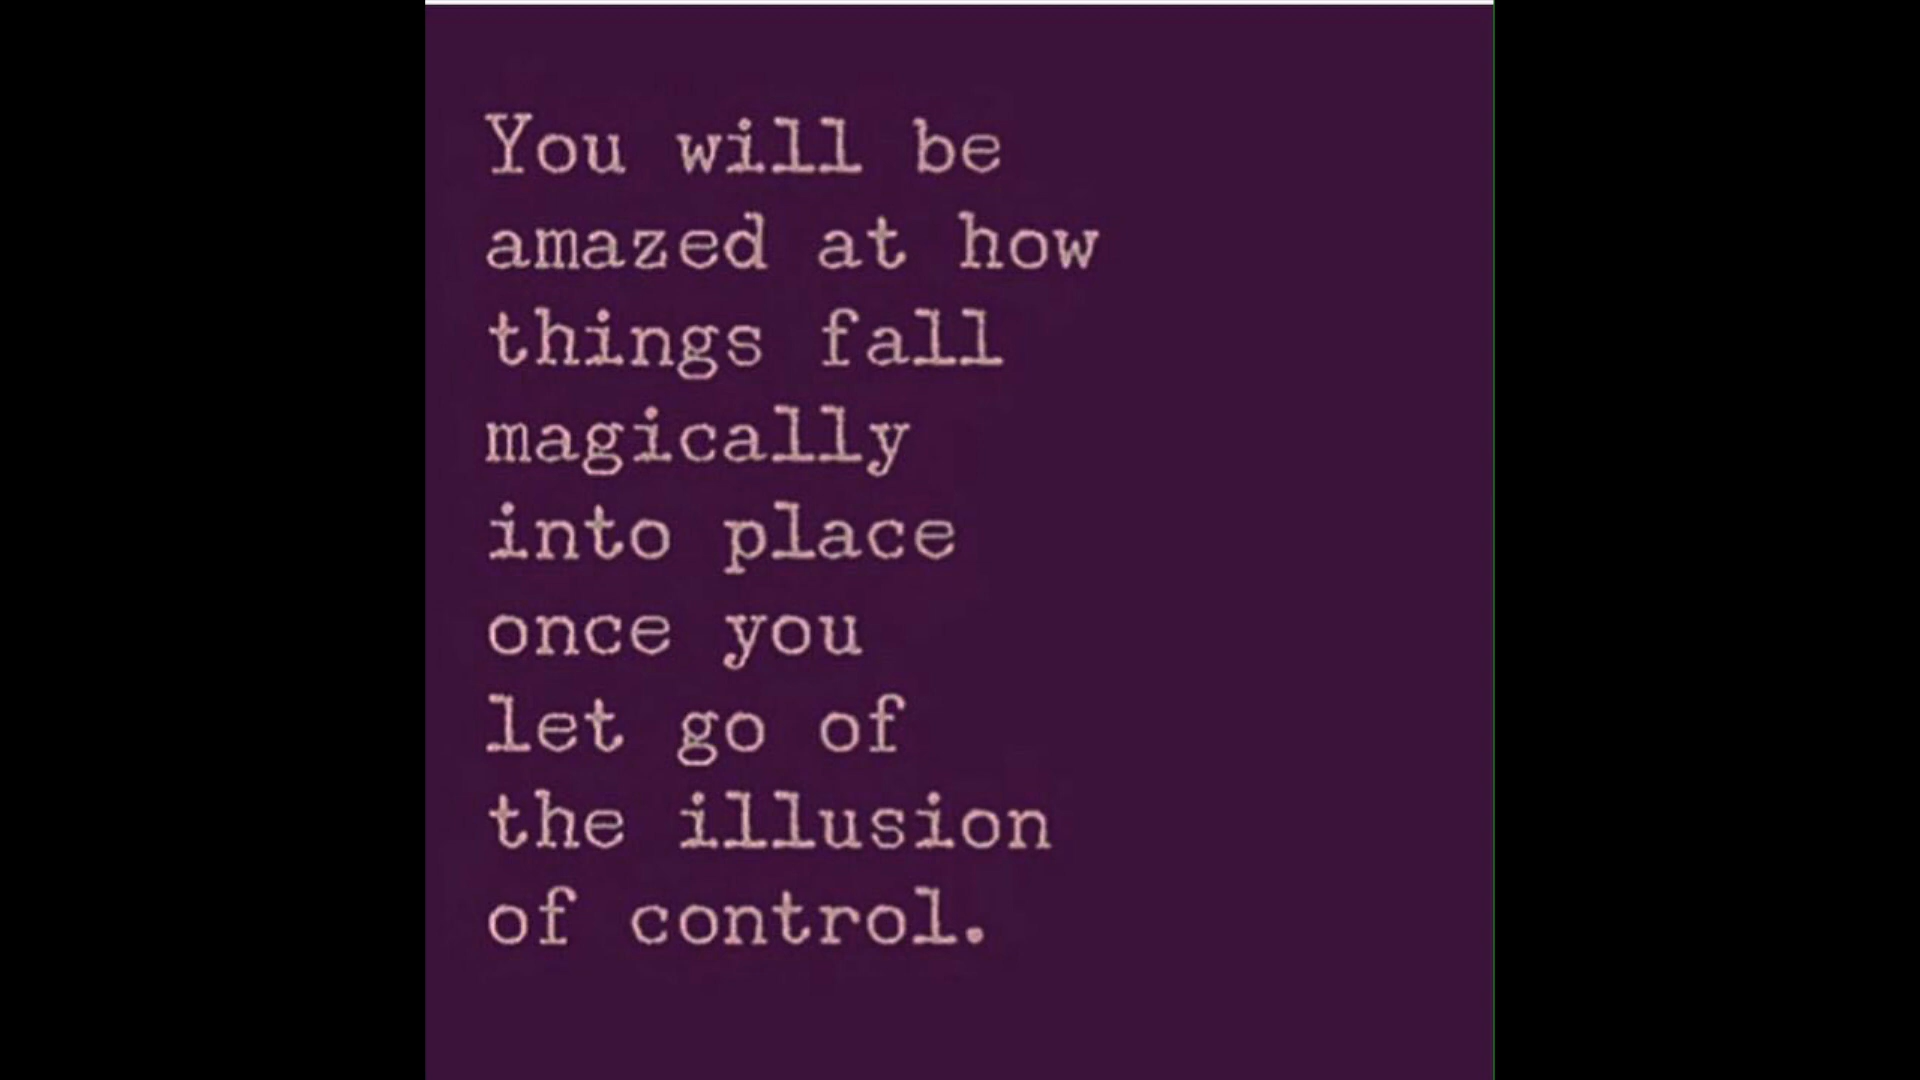 You will be
amazed at how
things fall
magically
into place
once you
let go of
the illusion
of control.